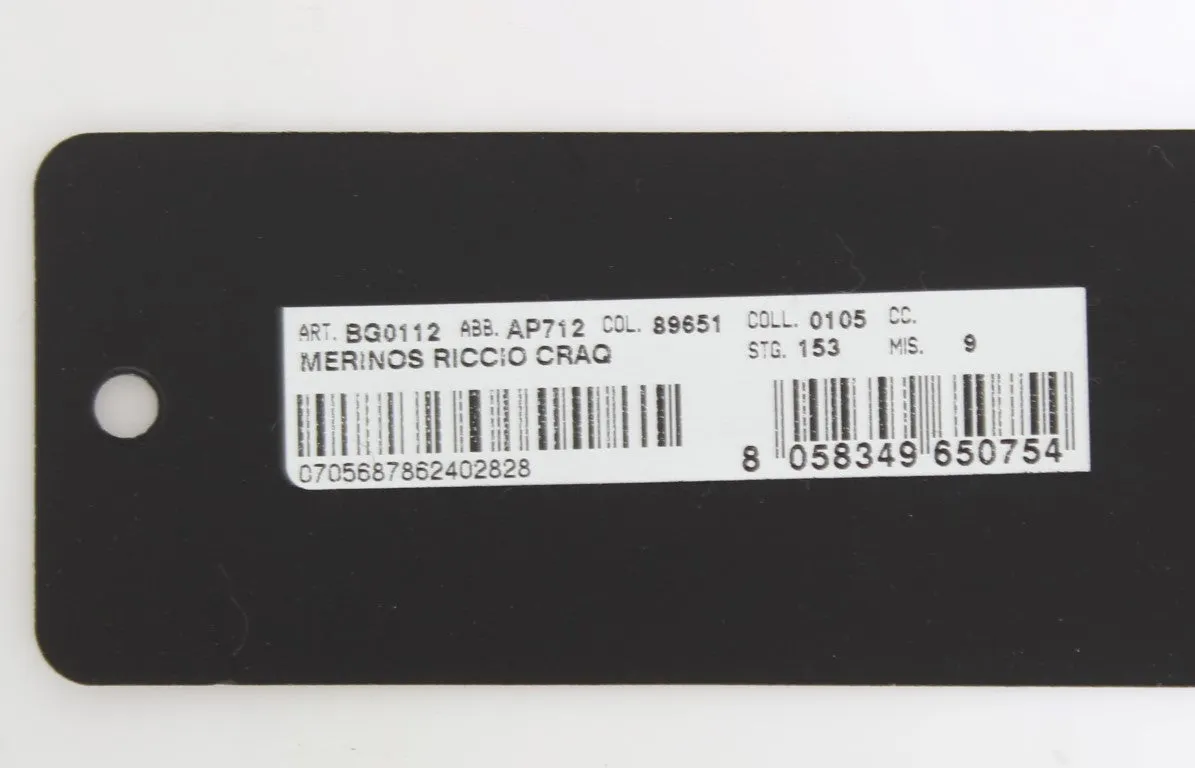 ART. BG0112 ABB. AP712 COL. 89651 COLL. 0105 CC.
MERINOS RICCIO CRAQ STG. 153 MIS. 9
0705687862402828
8 058349 650754